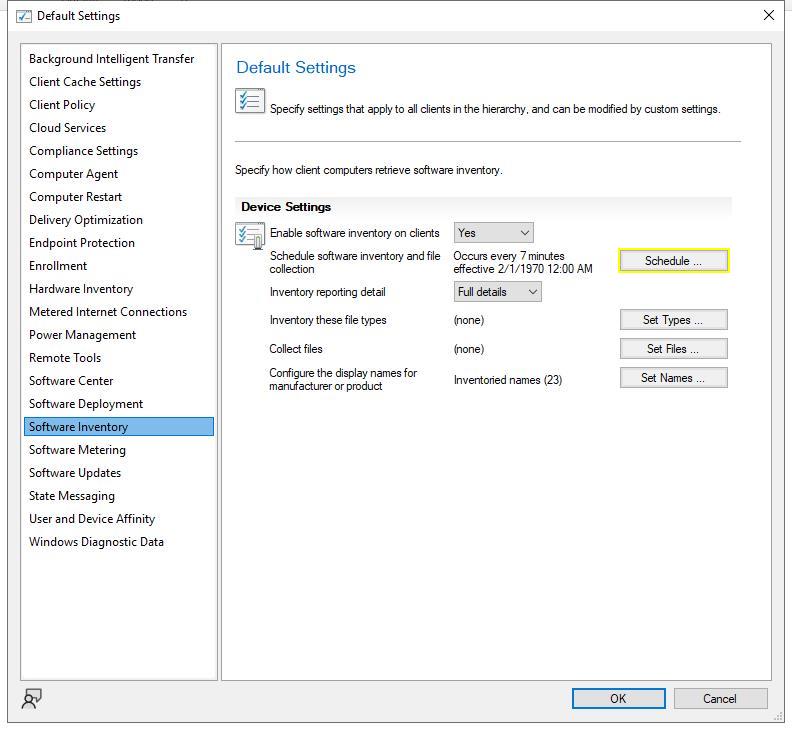 Default Settings
Background Intelligent Transfer
Client Cache Settings
Client Policy
Cloud Services
Compliance Settings
Computer Agent
Computer Restart
Delivery Optimization
Endpoint Protection
Enrollment
Hardware Inventory
Metered Internet Connections
Power Management
Remote Tools
Software Center
Software Deployment
Software Inventory
Software Metering
Software Updates
State Messaging
User and Device Affinity
Windows Diagnostic Data
Default Settings
Specify settings that apply to all clients in the hierarchy, and can be modified by custom settings.
Specify how client computers retrieve software inventory.
Device Settings
Enable software inventory on clients Yes
Schedule software inventory and file
collection
Occurs every 7 minutes
effective 2/1/1970 12:00 AM
Schedule ...
Inventory reporting detail Full details
Inventory these file types (none) Set Types ...
Collect files (none) Set Files ...
Configure the display names for
manufacturer or product
Inventoried names (23) Set Names ...
OK Cancel